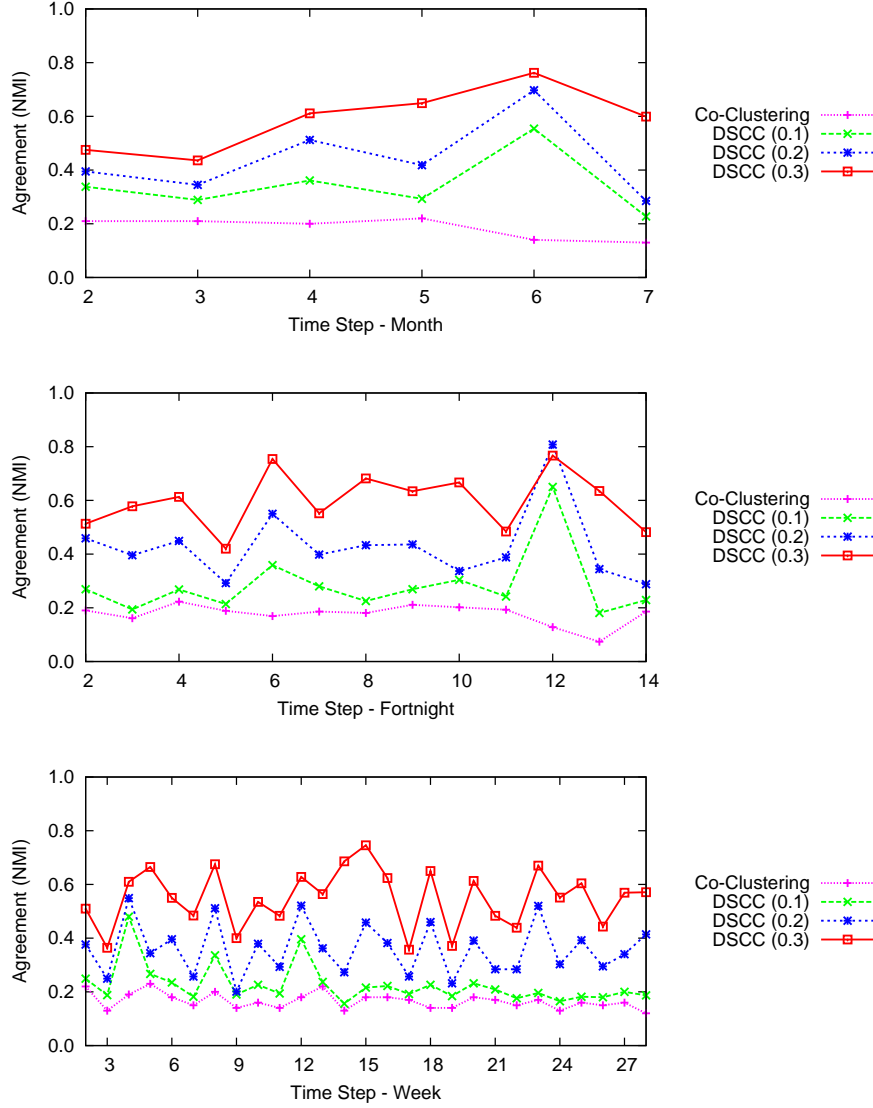 1.0
0.8
0.6
0.4
0.2
0.0
Agreement (NMI)
2 3 4 5 6 7
Time Step - Month
Co-Clustering
DSCC (0.1)
DSCC (0.2)
DSCC (0.3)
1.0
0.8
0.6
0.4
0.2
0.0
Agreement (NMI)
2 4 6 8 10 12 14
Time Step - Fortnight
Co-Clustering
DSCC (0.1)
DSCC (0.2)
DSCC (0.3)
1.0
0.8
0.6
0.4
0.2
0.0
Agreement (NMI)
3 6 9 12 15 18 21 24 27
Time Step - Week
Co-Clustering
DSCC (0.1)
DSCC (0.2)
DSCC (0.3)